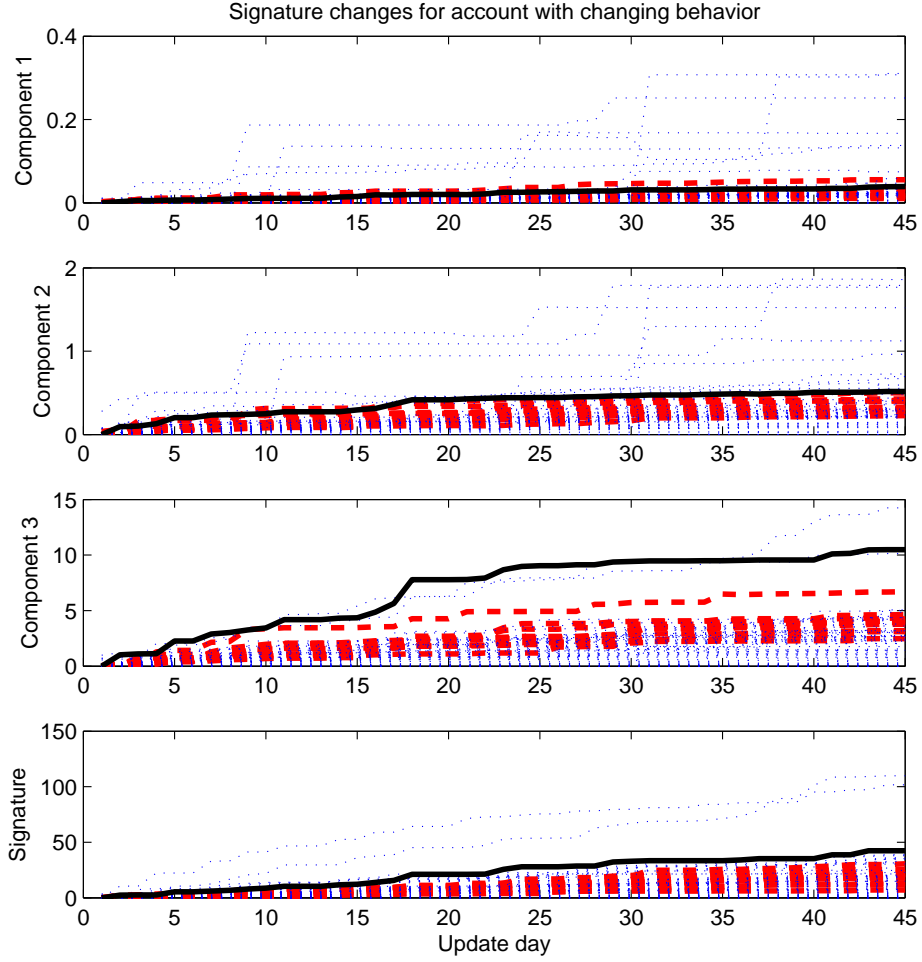 Signature changes for account with changing behavior
0.4
0.2
0
Component 1
0 5 10 15 20 25 30 35 40 45
2
1
0
Component 2
0 5 10 15 20 25 30 35 40 45
15
10
5
0
Component 3
0 5 10 15 20 25 30 35 40 45
150
100
50
0
Signature
0 5 10 15 20 25 30 35 40 45
Update day